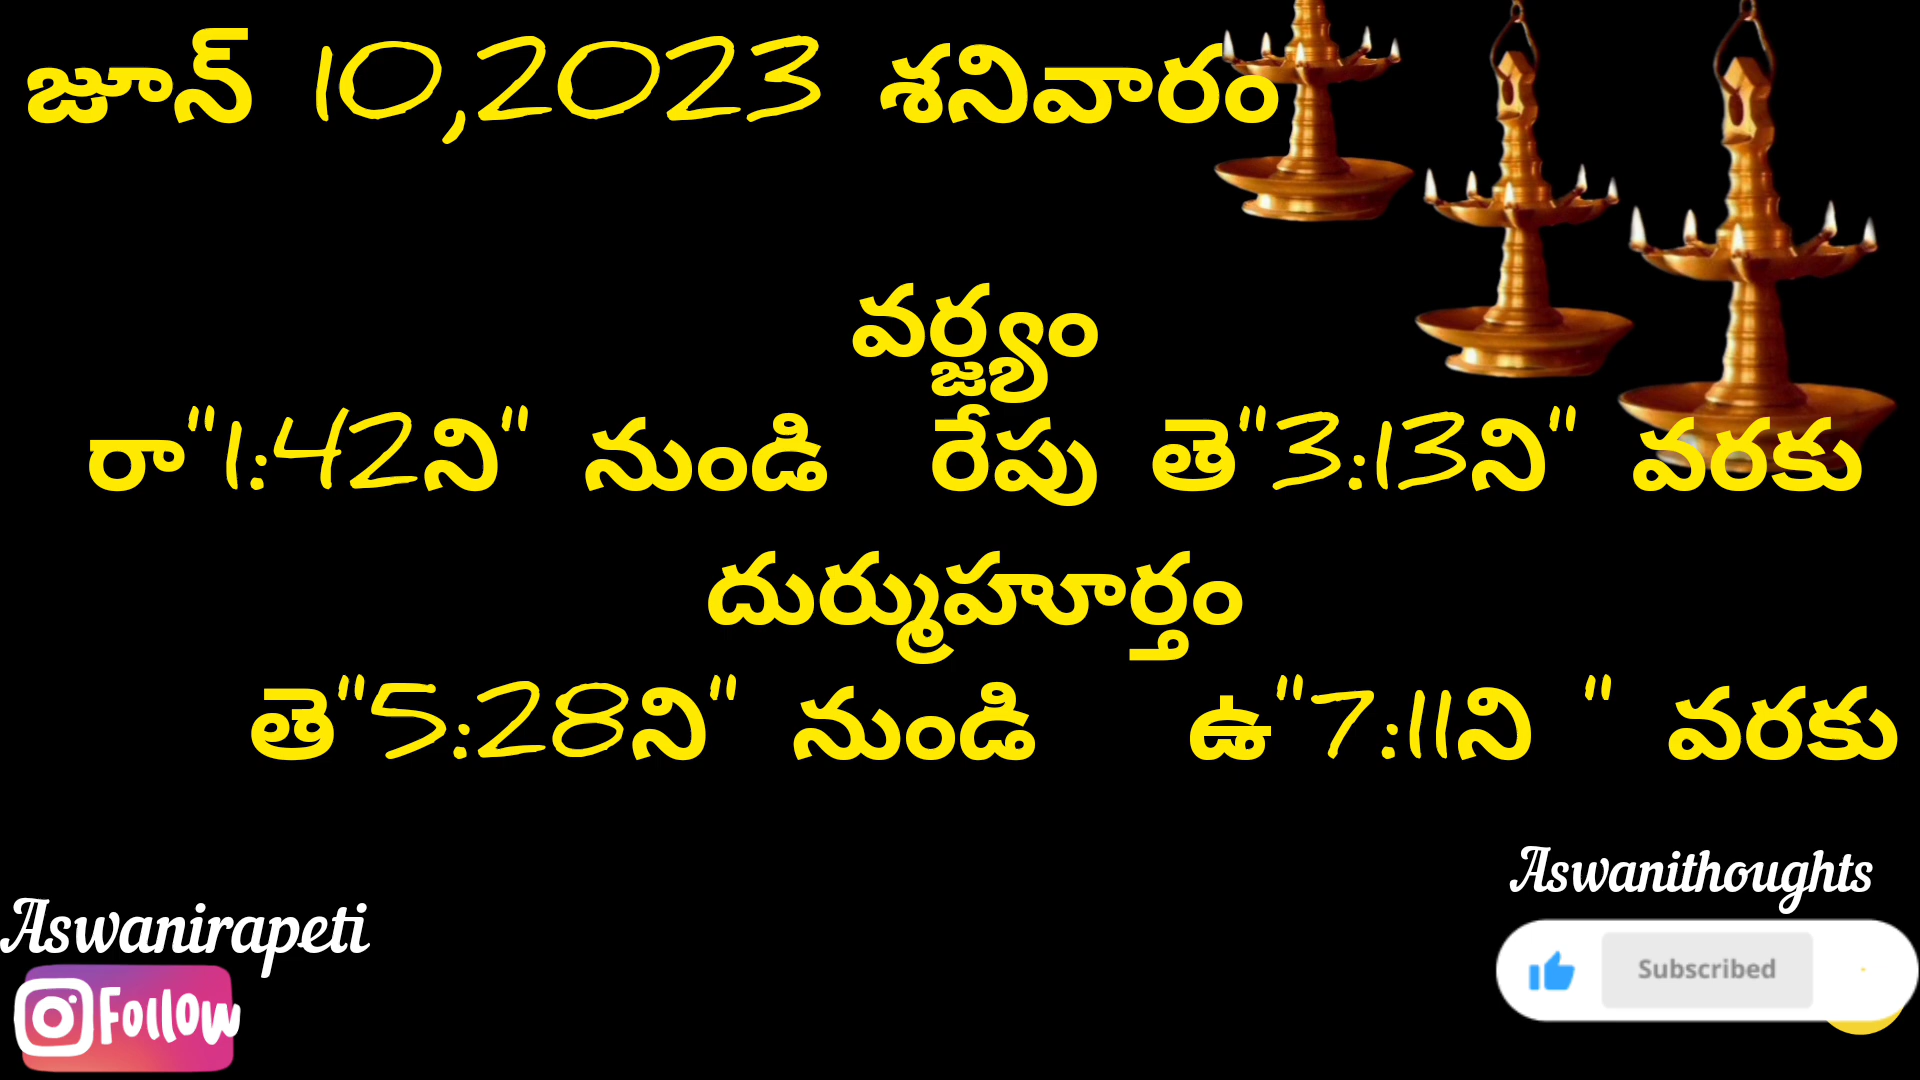 జూన్ 10,2023 శనివారం
వర్జ్యం
రా"1:42ని" నుండి రేపు తె"3:13ని" వరకు
దుర్ముహూర్తం
తె"5:28ని" నుండి ఉ"7:11ని " వరకు
Aswanithoughts
Subscribed
Aswanirapeti
Follow